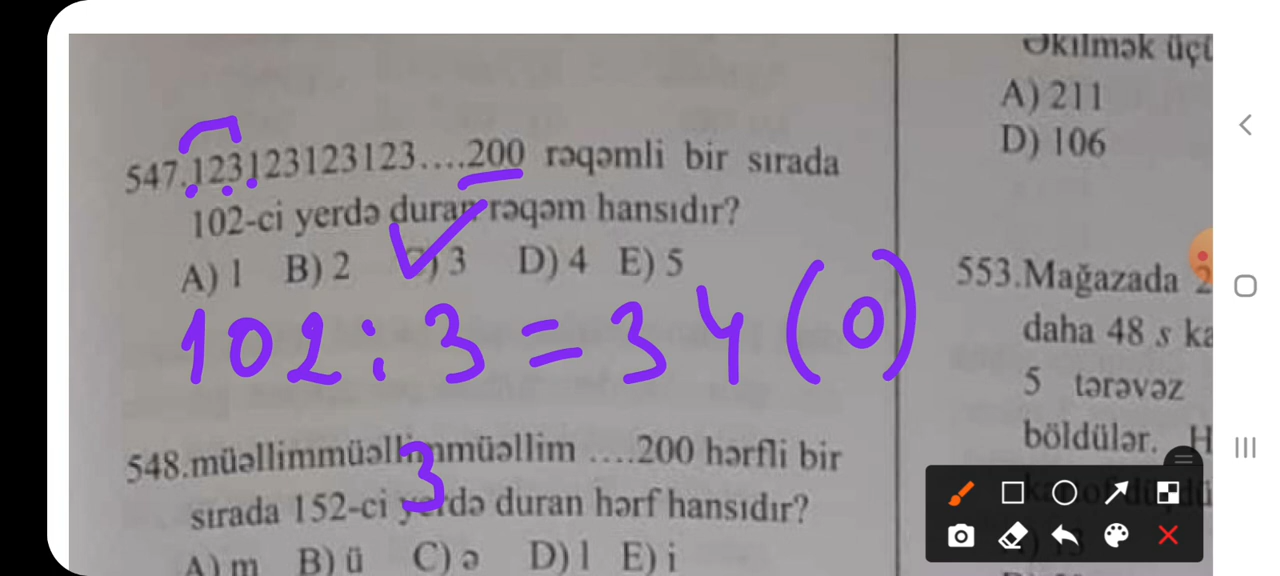 547.123123123123....200 rəqəmli bir sırada
102-ci yerdə duran rəqəm hansıdır?
A) 1 B) 2 C) 3 D) 4 E) 5
102 : 3 = 34 (0)
3
548.müəllimmüəllimmüəllim ....200 hərfli bir
sırada 152-ci yerdə duran hərf hansıdır?
A) m B) ü C) ə D) l E) i
Əkilmək üçü
A) 211
D) 106
553.Mağazada 2
daha 48 s ka
5 tərəvəz
böldülər. H